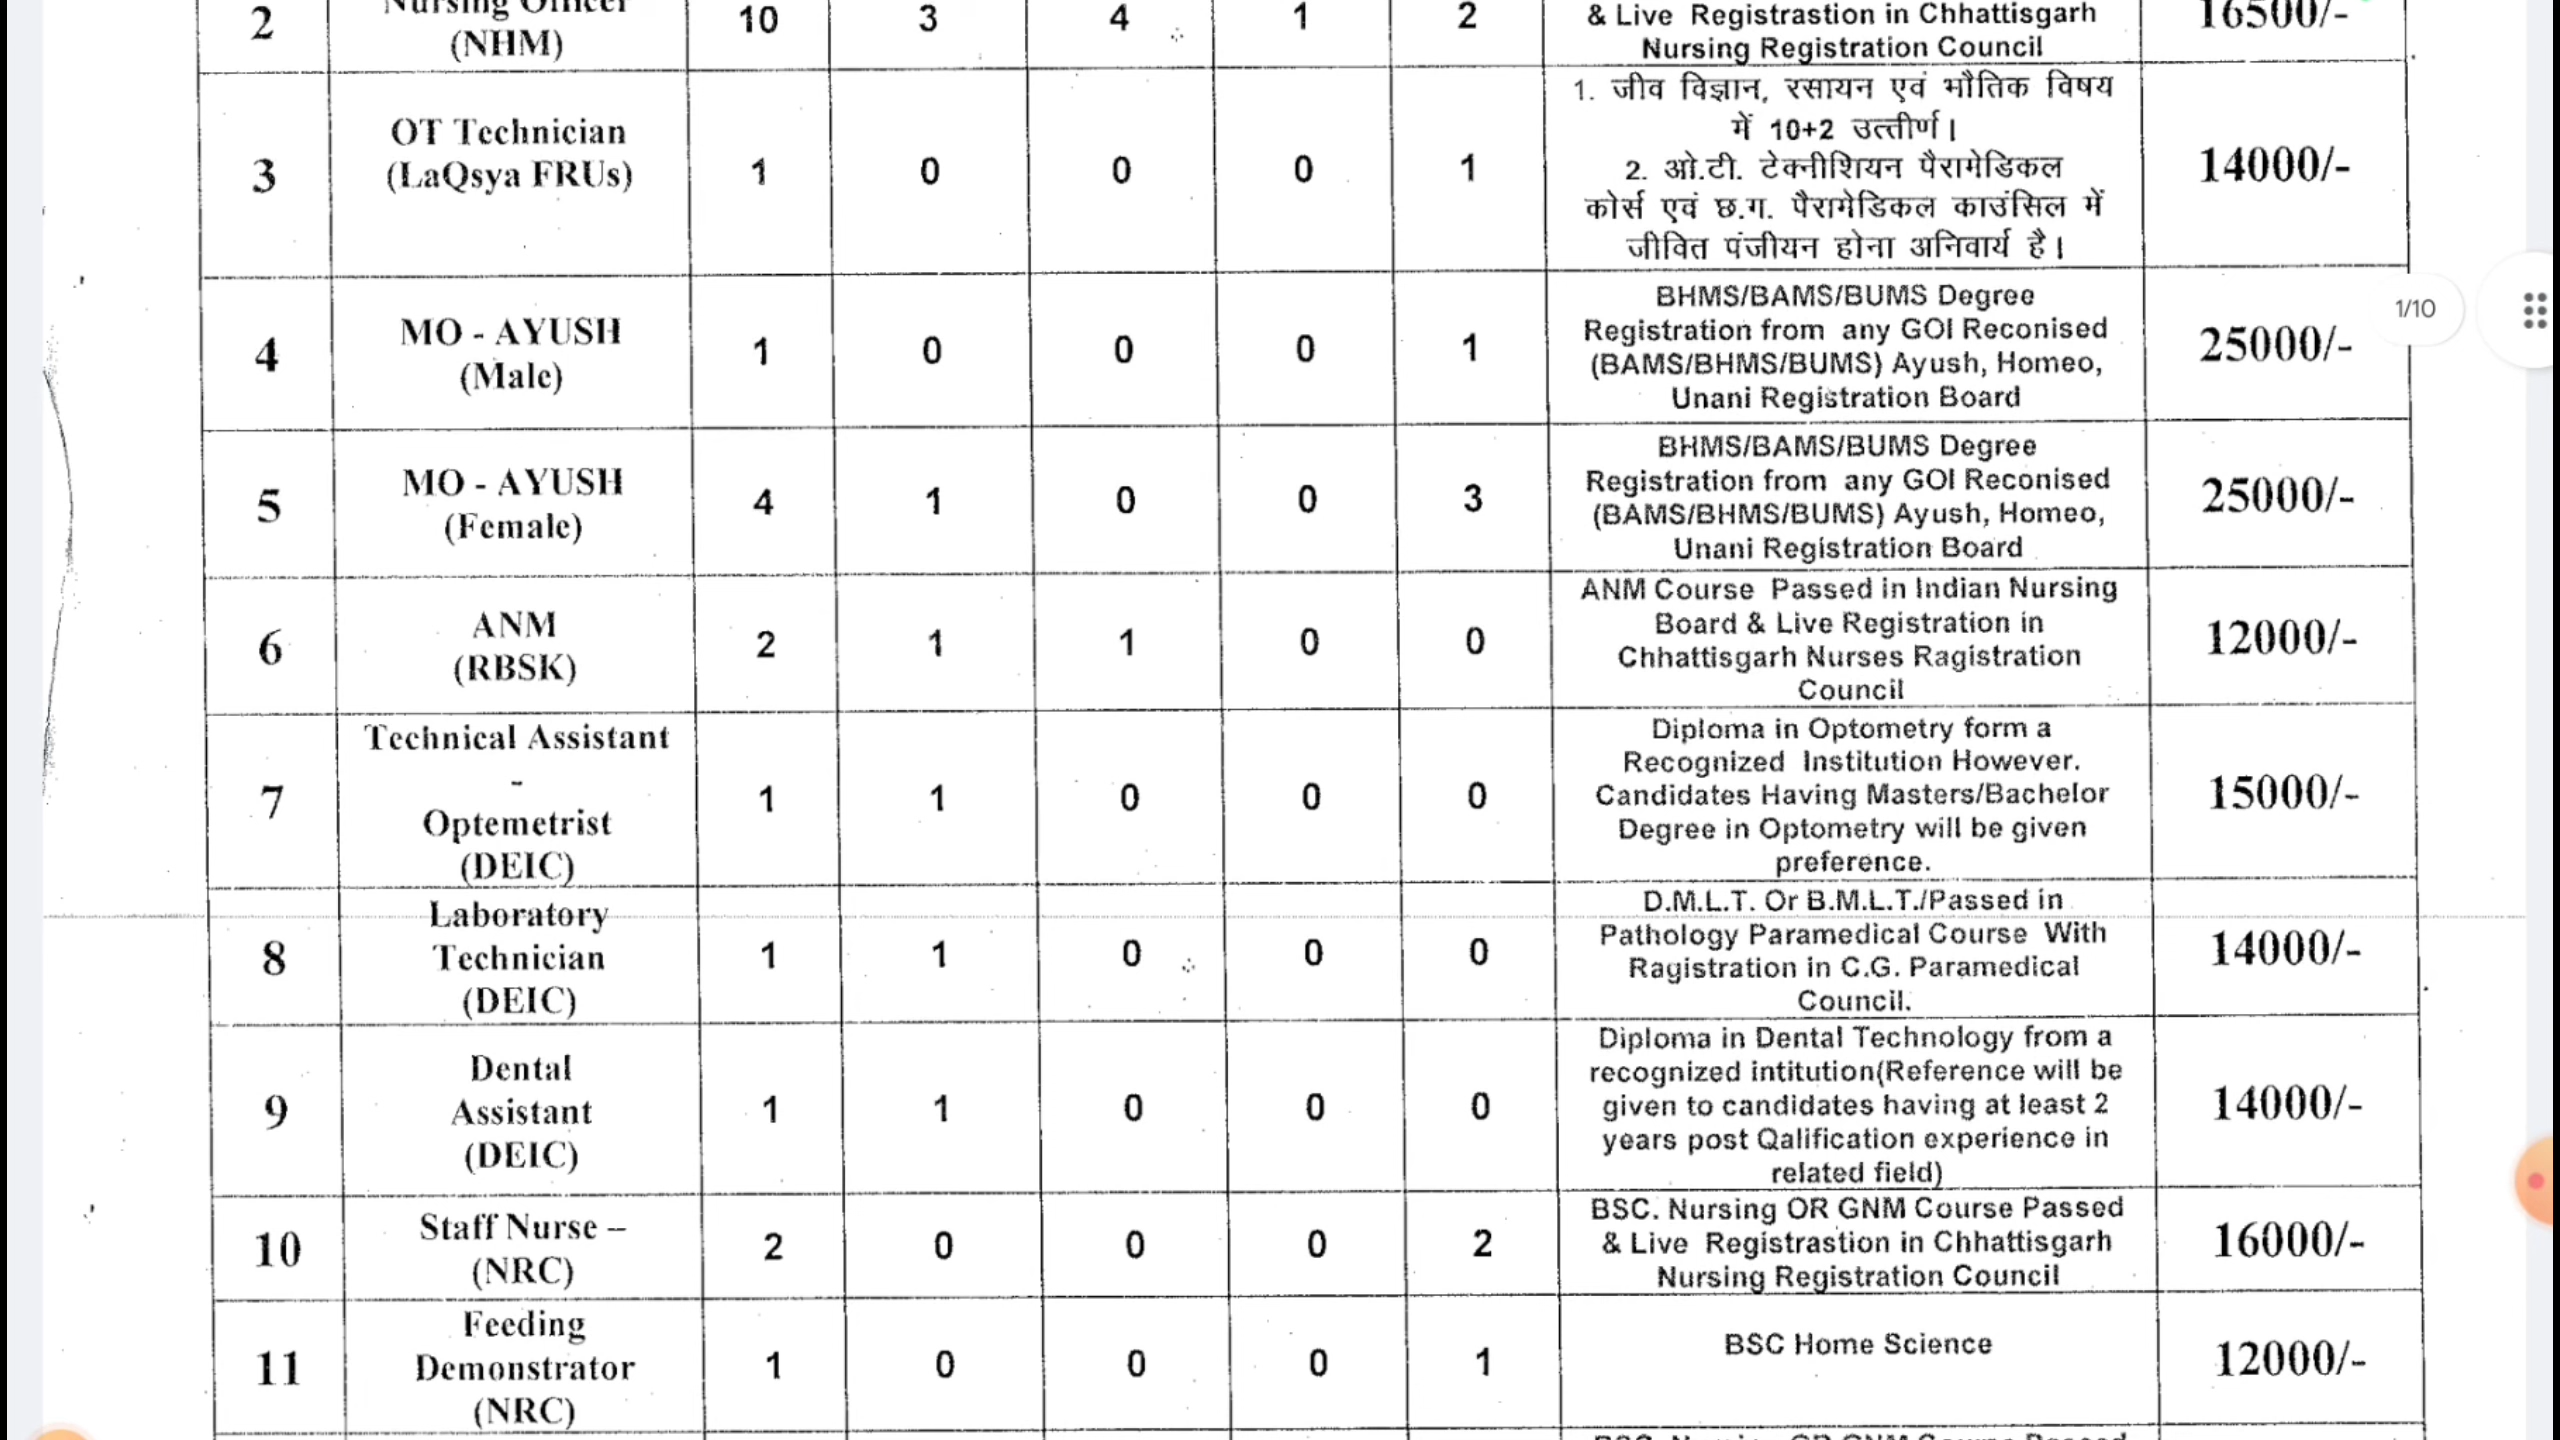 2
Nursing Officer
(NHM)
10
3
4
1
2
& Live Registrastion in Chhattisgarh
Nursing Registration Council
16500/-
3
OT Technician
(LaQsya FRUs)
1
0
0
0
1
1. जीव विज्ञान, रसायन एवं भौतिक विषय
में 10+2 उत्तीर्ण।
2. ओ.टी. टेक्नीशियन पैरामेडिकल
कोर्स एवं छ.ग. पैरामेडिकल काउंसिल में
जीवित पंजीयन होना अनिवार्य है।
14000/-
4
MO - AYUSH
(Male)
1
0
0
0
1
BHMS/BAMS/BUMS Degree
Registration from any GOI Reconised
(BAMS/BHMS/BUMS) Ayush, Homeo,
Unani Registration Board
25000/-
1/10
5
MO - AYUSH
(Female)
4
1
0
0
3
BHMS/BAMS/BUMS Degree
Registration from any GOI Reconised
(BAMS/BHMS/BUMS) Ayush, Homeo,
Unani Registration Board
25000/-
6
ANM
(RBSK)
2
1
1
0
0
ANM Course Passed in Indian Nursing
Board & Live Registration in
Chhattisgarh Nurses Ragistration
Council
12000/-
7
Technical Assistant
-
Optemetrist
(DEIC)
1
1
0
0
0
Diploma in Optometry form a
Recognized Institution However.
Candidates Having Masters/Bachelor
Degree in Optometry will be given
preference.
15000/-
8
Laboratory
Technician
(DEIC)
1
1
0
0
0
D.M.L.T. Or B.M.L.T./Passed in
Pathology Paramedical Course With
Ragistration in C.G. Paramedical
Council.
14000/-
9
Dental
Assistant
(DEIC)
1
1
0
0
0
Diploma in Dental Technology from a
recognized intitution(Reference will be
given to candidates having at least 2
years post Qalification experience in
related field)
14000/-
10
Staff Nurse –
(NRC)
2
0
0
0
2
BSC. Nursing OR GNM Course Passed
& Live Registrastion in Chhattisgarh
Nursing Registration Council
16000/-
11
Feeding
Demonstrator
(NRC)
1
0
0
0
1
BSC Home Science
12000/-